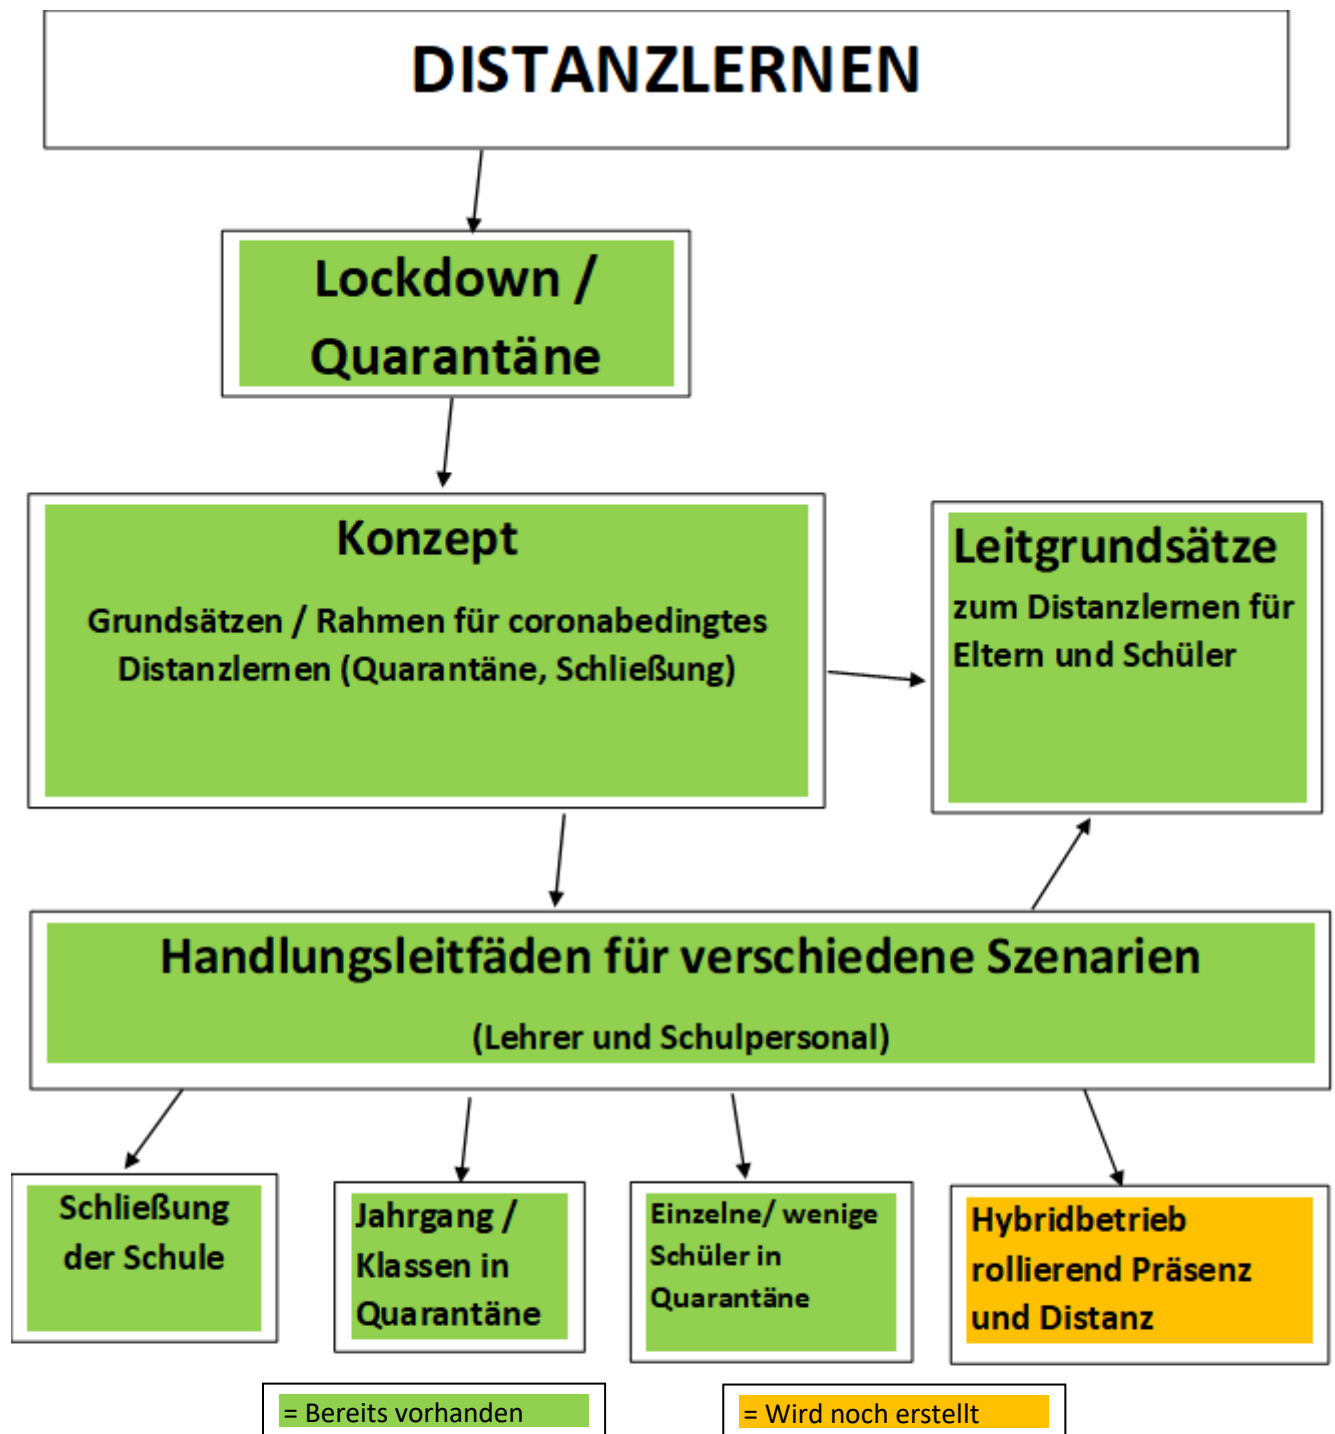 DISTANZLERNEN
Lockdown /
Quarantäne
Konzept
Grundsätzen / Rahmen für coronabedingtes
Distanzlernen (Quarantäne, Schließung)
Leitgrundsätze
zum Distanzlernen für
Eltern und Schüler
Handlungsleitfäden für verschiedene Szenarien
(Lehrer und Schulpersonal)
Schließung
der Schule
Jahrgang /
Klassen in
Quarantäne
Einzelne/ wenige
Schüler in
Quarantäne
Hybridbetrieb
rollierend Präsenz
und Distanz
= Bereits vorhanden
= Wird noch erstellt